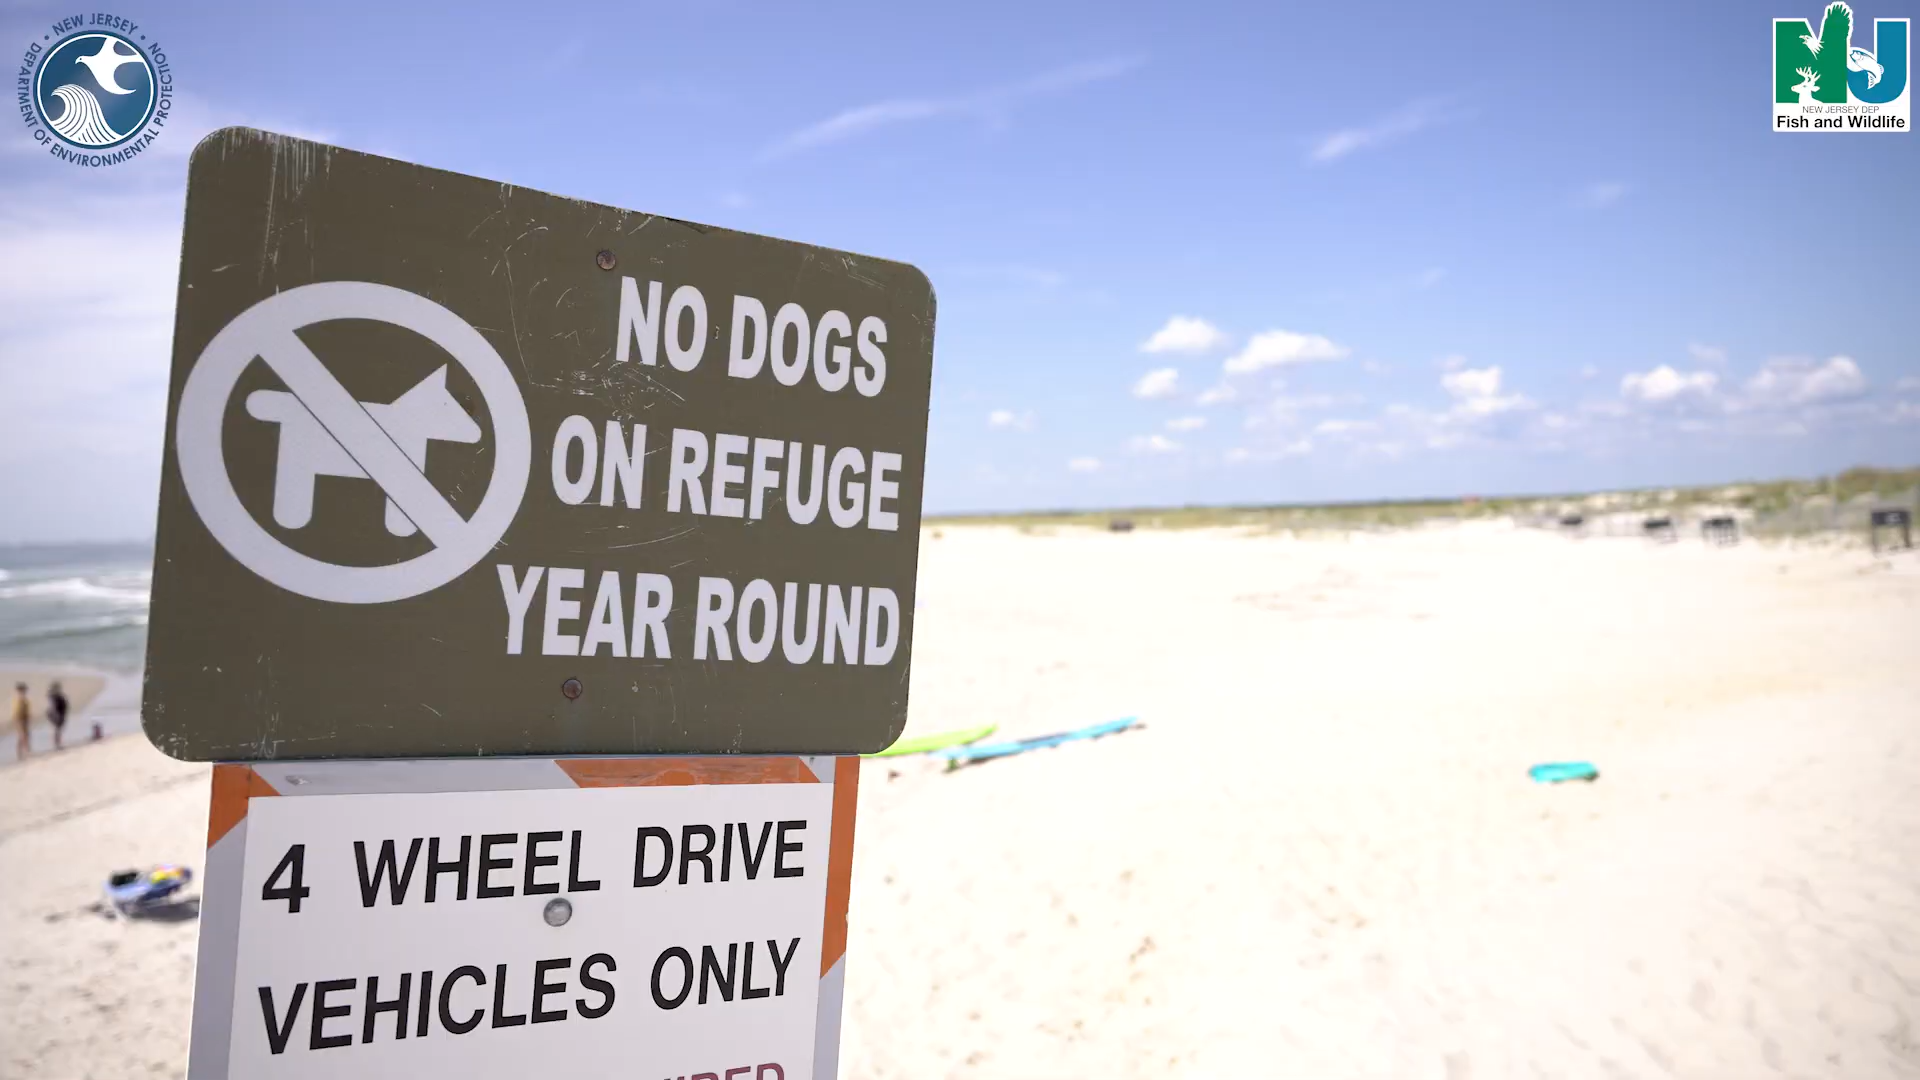 NEW JERSEY
DEPARTMENT OF ENVIRONMENTAL PROTECTION
NJ
NEW JERSEY DEP
Fish and Wildlife
NO DOGS
ON REFUGE
YEAR ROUND
4 WHEEL DRIVE
VEHICLES ONLY